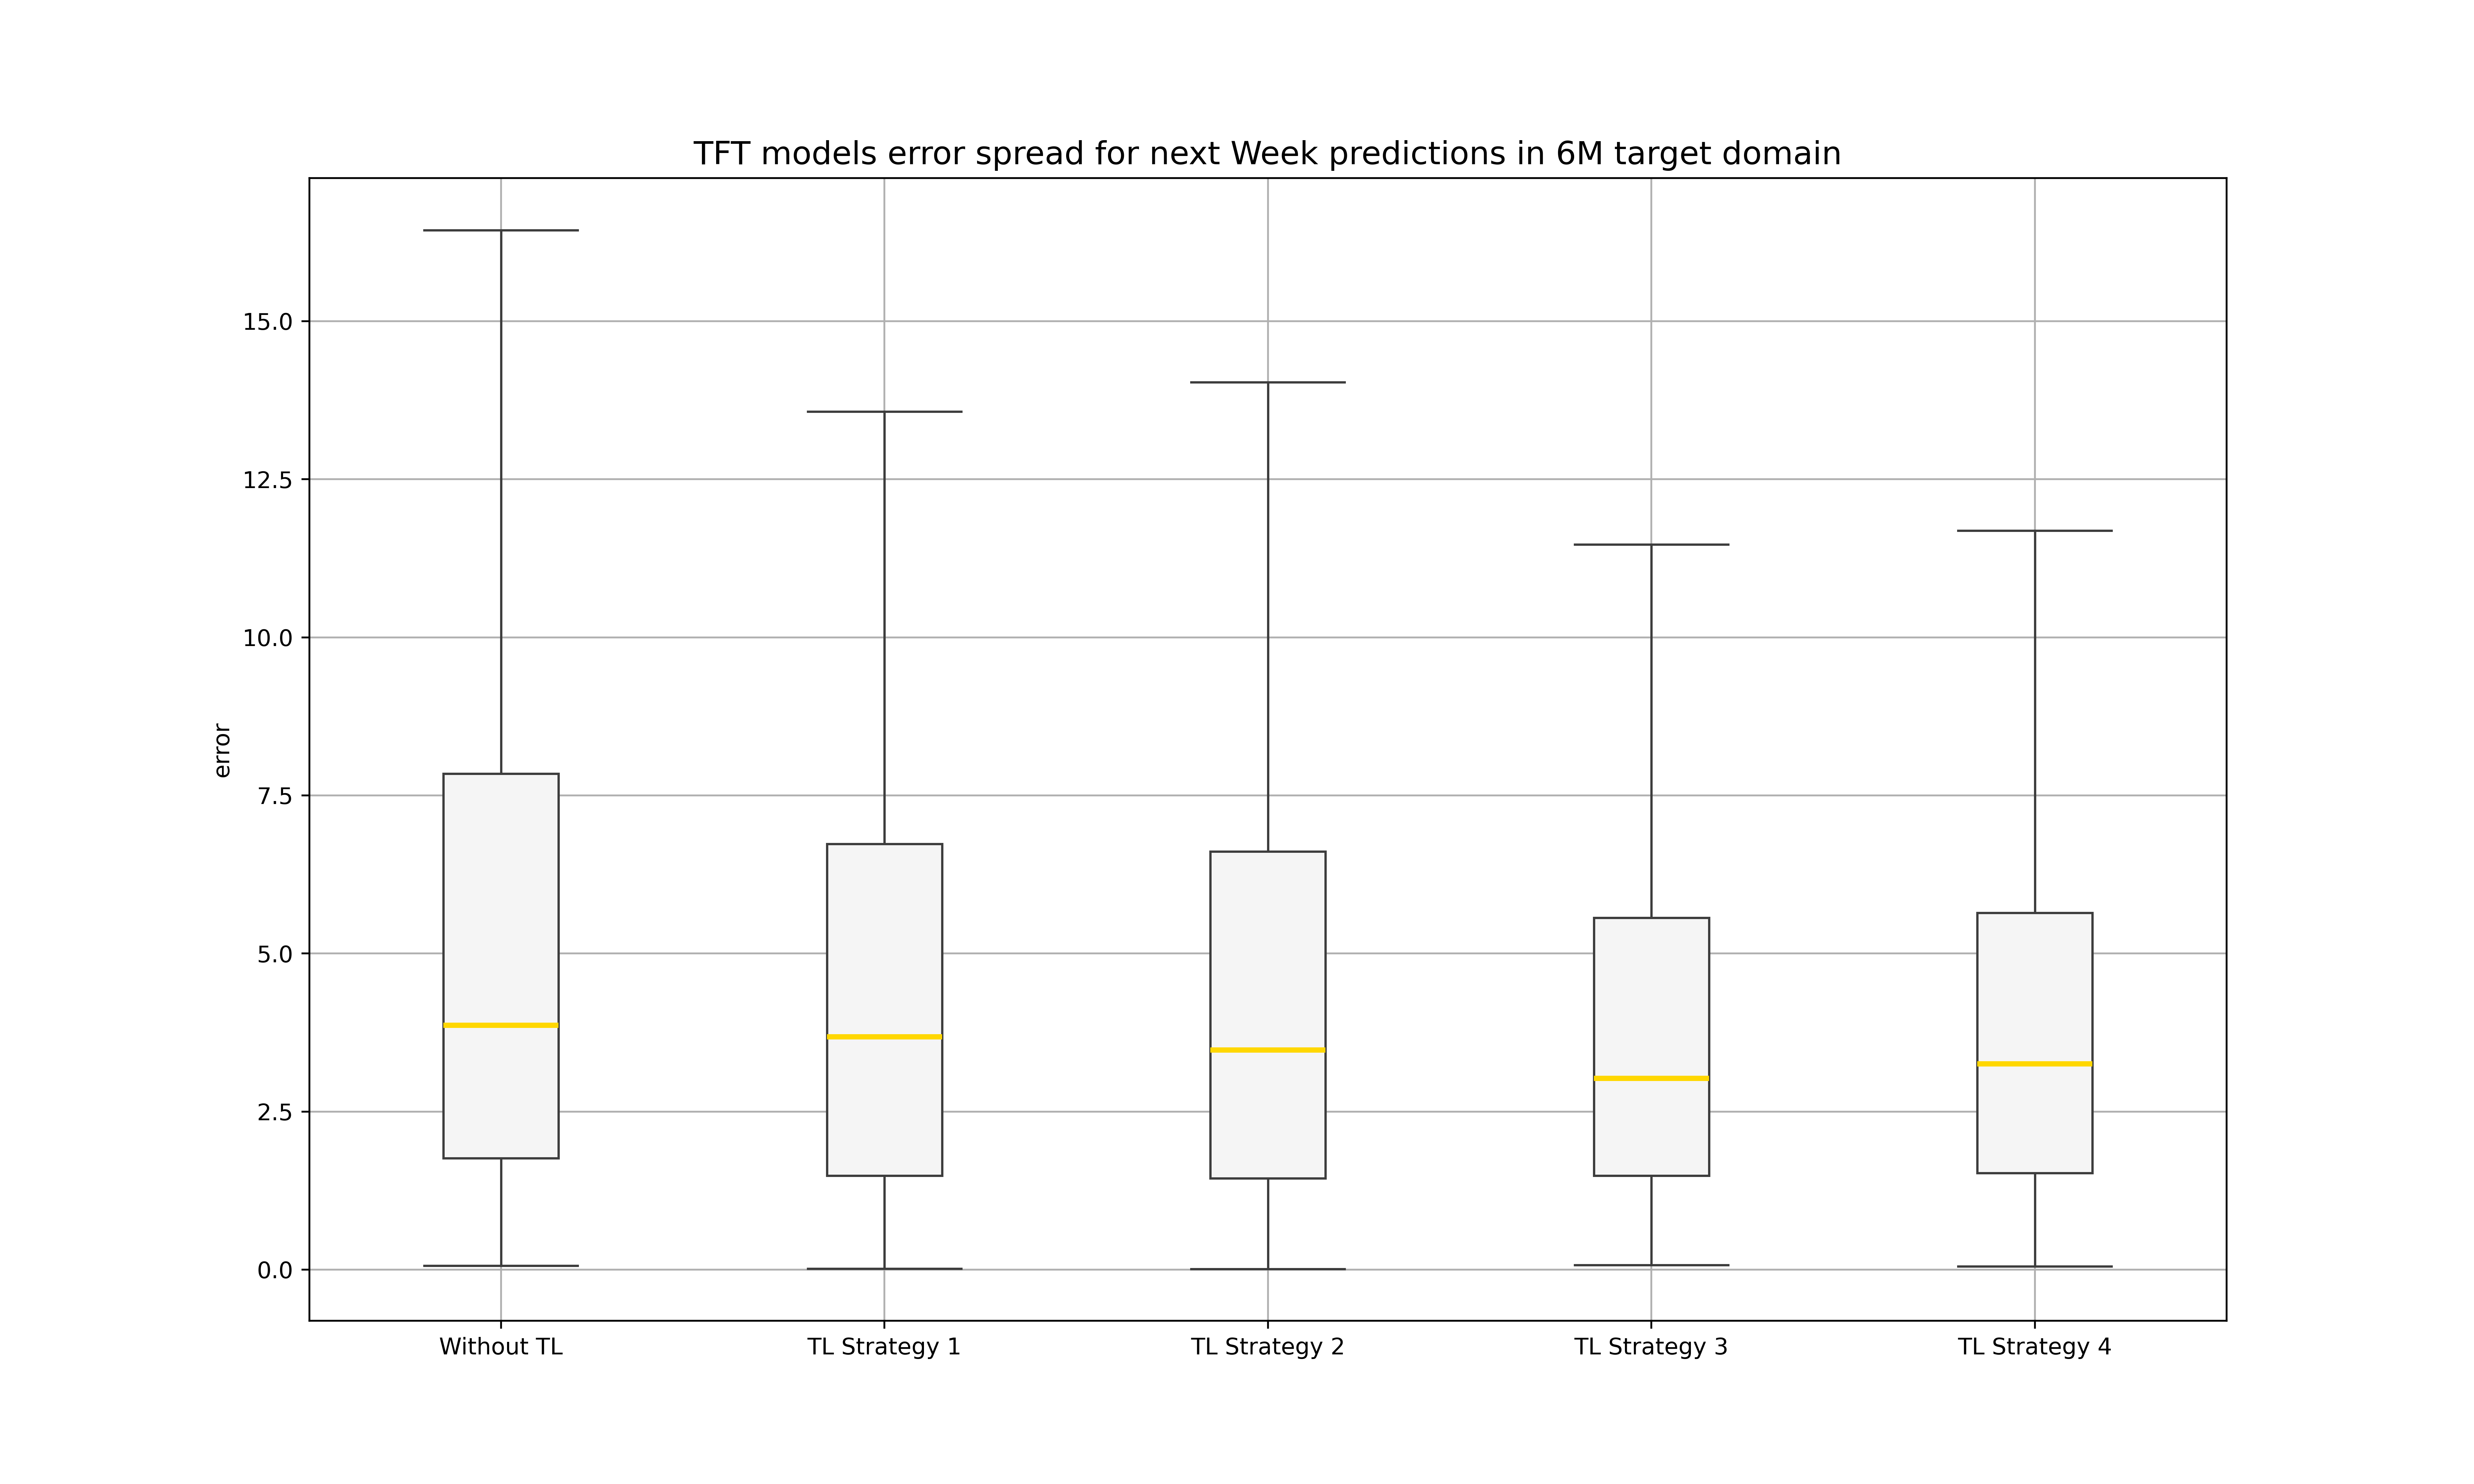 TFT models error spread for next Week predictions in 6M target domain
15.0
12.5
10.0
7.5
5.0
2.5
0.0
error
Without TL
TL Strategy 1
TL Strategy 2
TL Strategy 3
TL Strategy 4